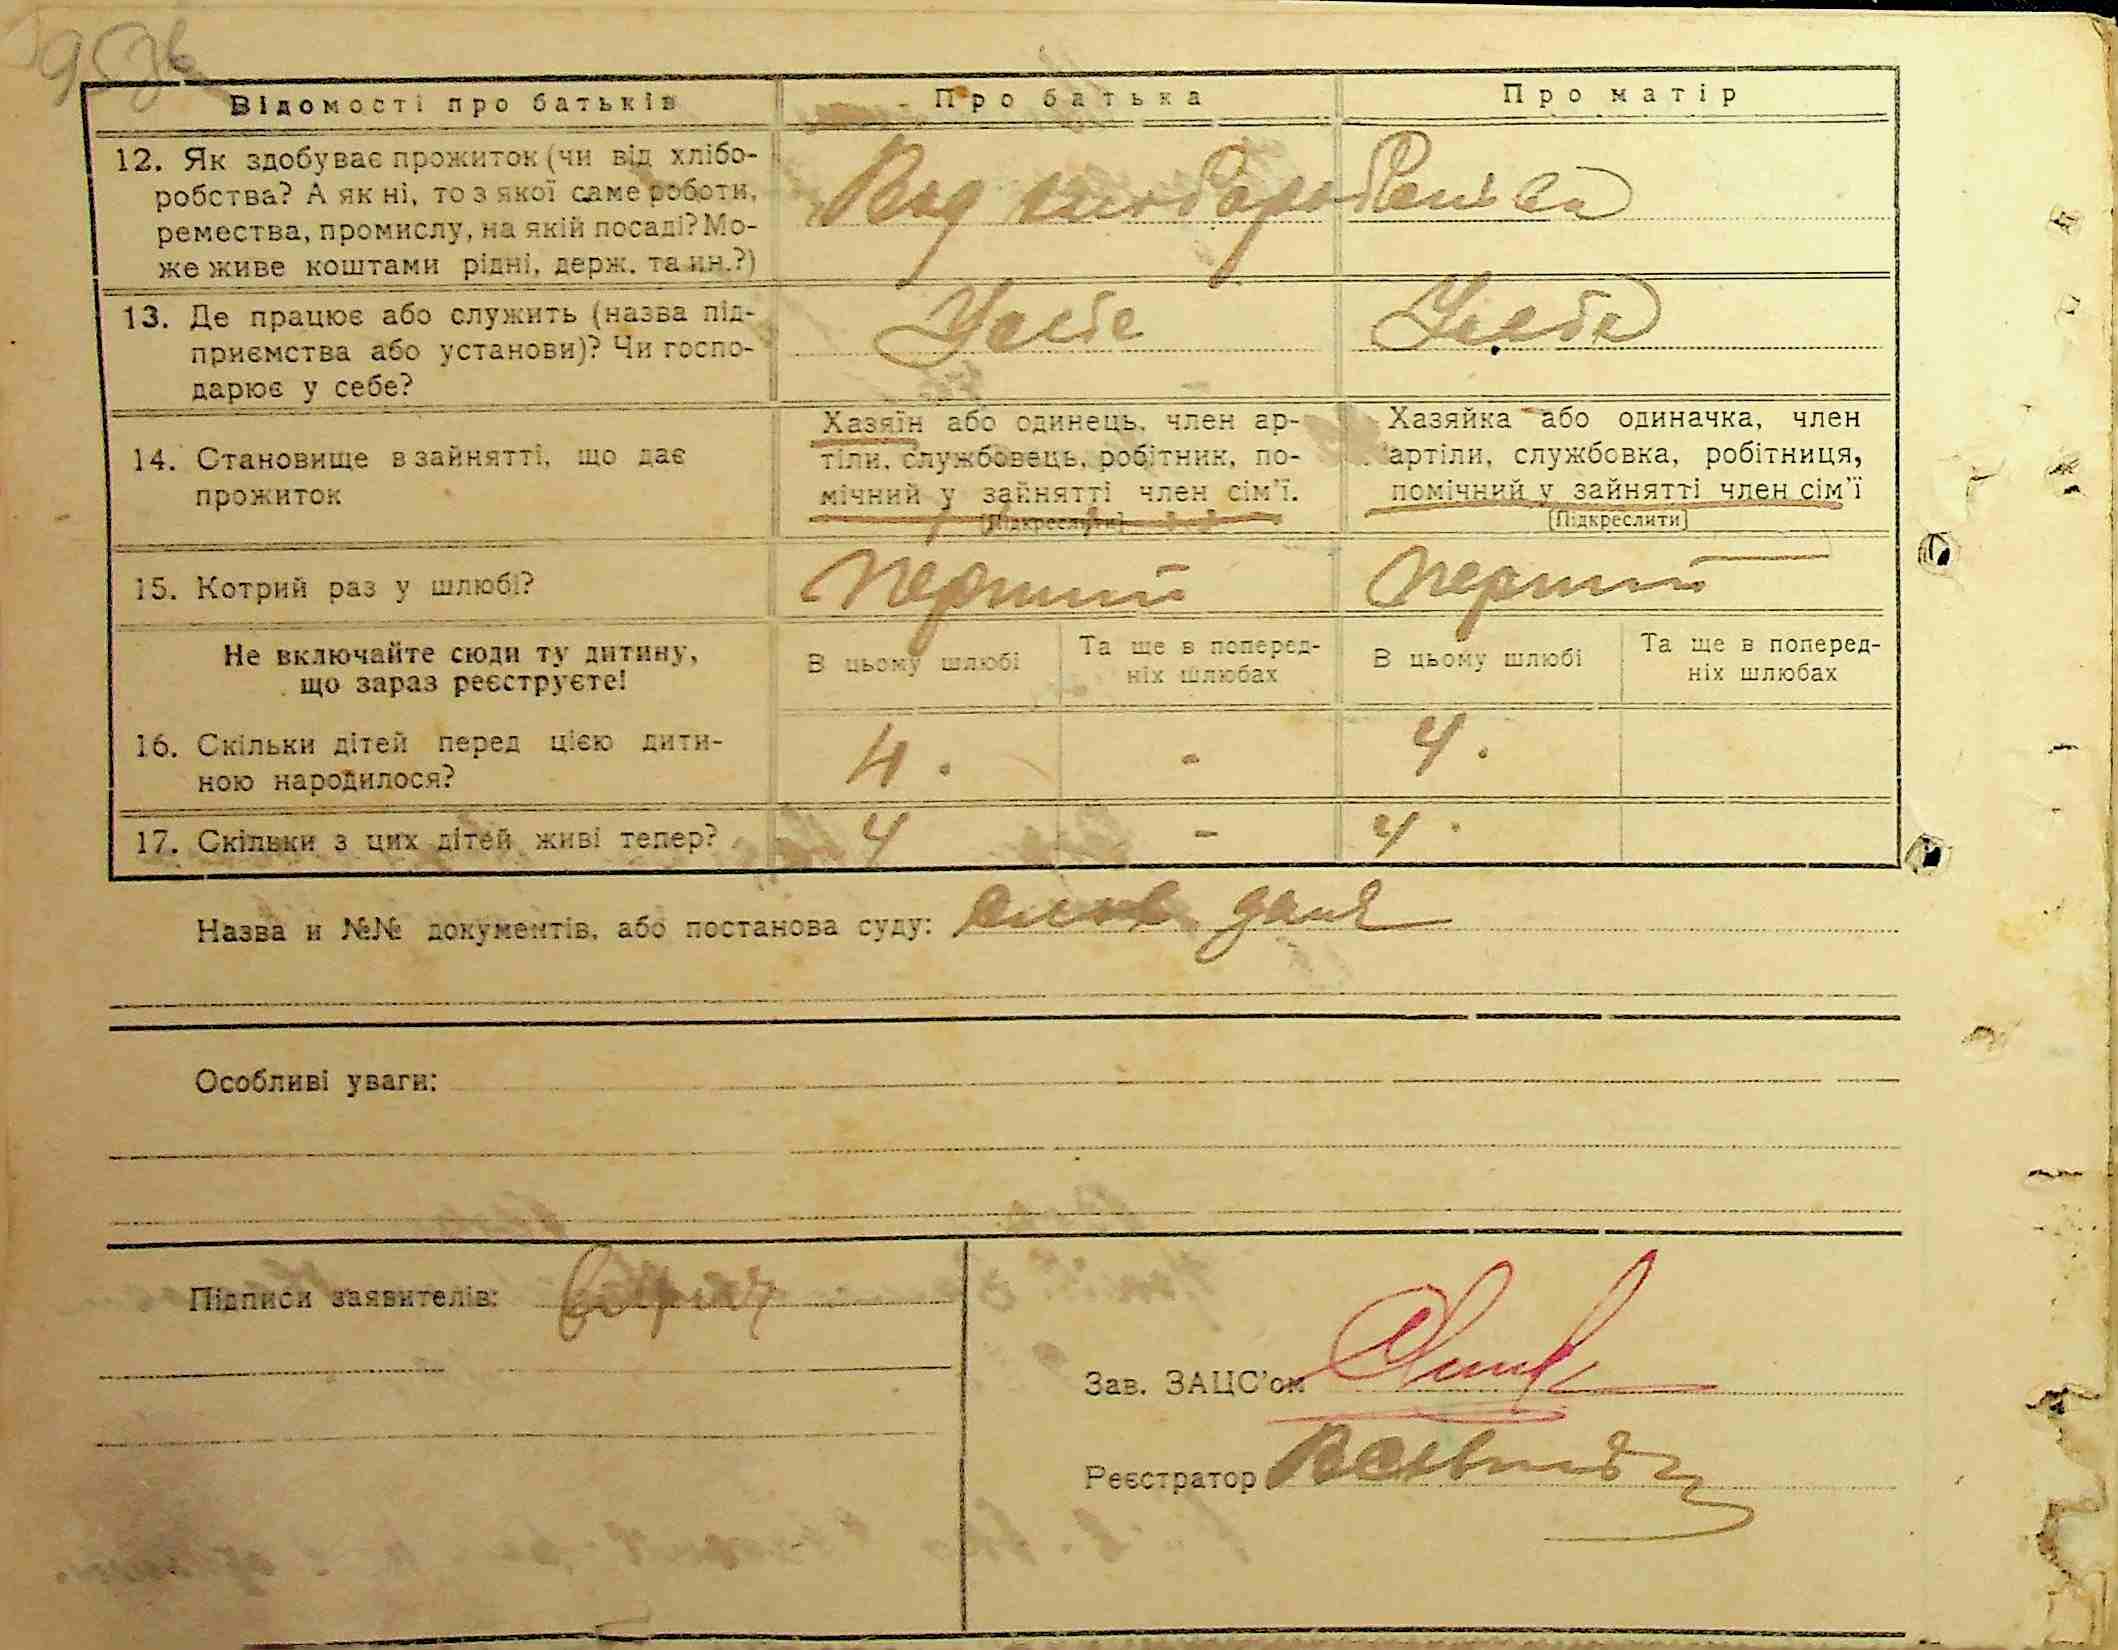 Відомості про батьків
Про батька
Про матір
12. Як здобуває прожиток (чи від хлібо-
робства? А як ні, то з якої саме роботи,
ремества, промислу, на якій посаді? Мо-
же живе коштами рідні, держ. та ин.?)
13. Де працює або служить (назва під-
приємства або установи)? Чи госпо-
дарює у себе?
Усебе
Усебе
14. Становище в зайнятті, що дає
прожиток
Хазяїн або одинець, член ар-
тіли, службовець, робітник, по-
мічний у зайнятті член сім'ї.
[Підкреслити]
Хазяйка або одиначка, член
артіли, службовка, робітниця,
помічний у зайнятті член сім'ї
[Підкреслити]
15. Котрий раз у шлюбі?
перший
перший
Не включайте сюди ту дитину,
що зараз реєструєте!
В цьому шлюбі
Та ще в поперед-
ніх шлюбах
В цьому шлюбі
Та ще в поперед-
ніх шлюбах
16. Скільки дітей перед цією дити-
ною народилося?
4.
-
4.
17. Скільки з цих дітей живі тепер?
4
-
4.
Назва и №№ документів, або постанова суду:
Особливі уваги:
Підписи заявителів:
Зав. ЗАЦС'ом
Реєстратор